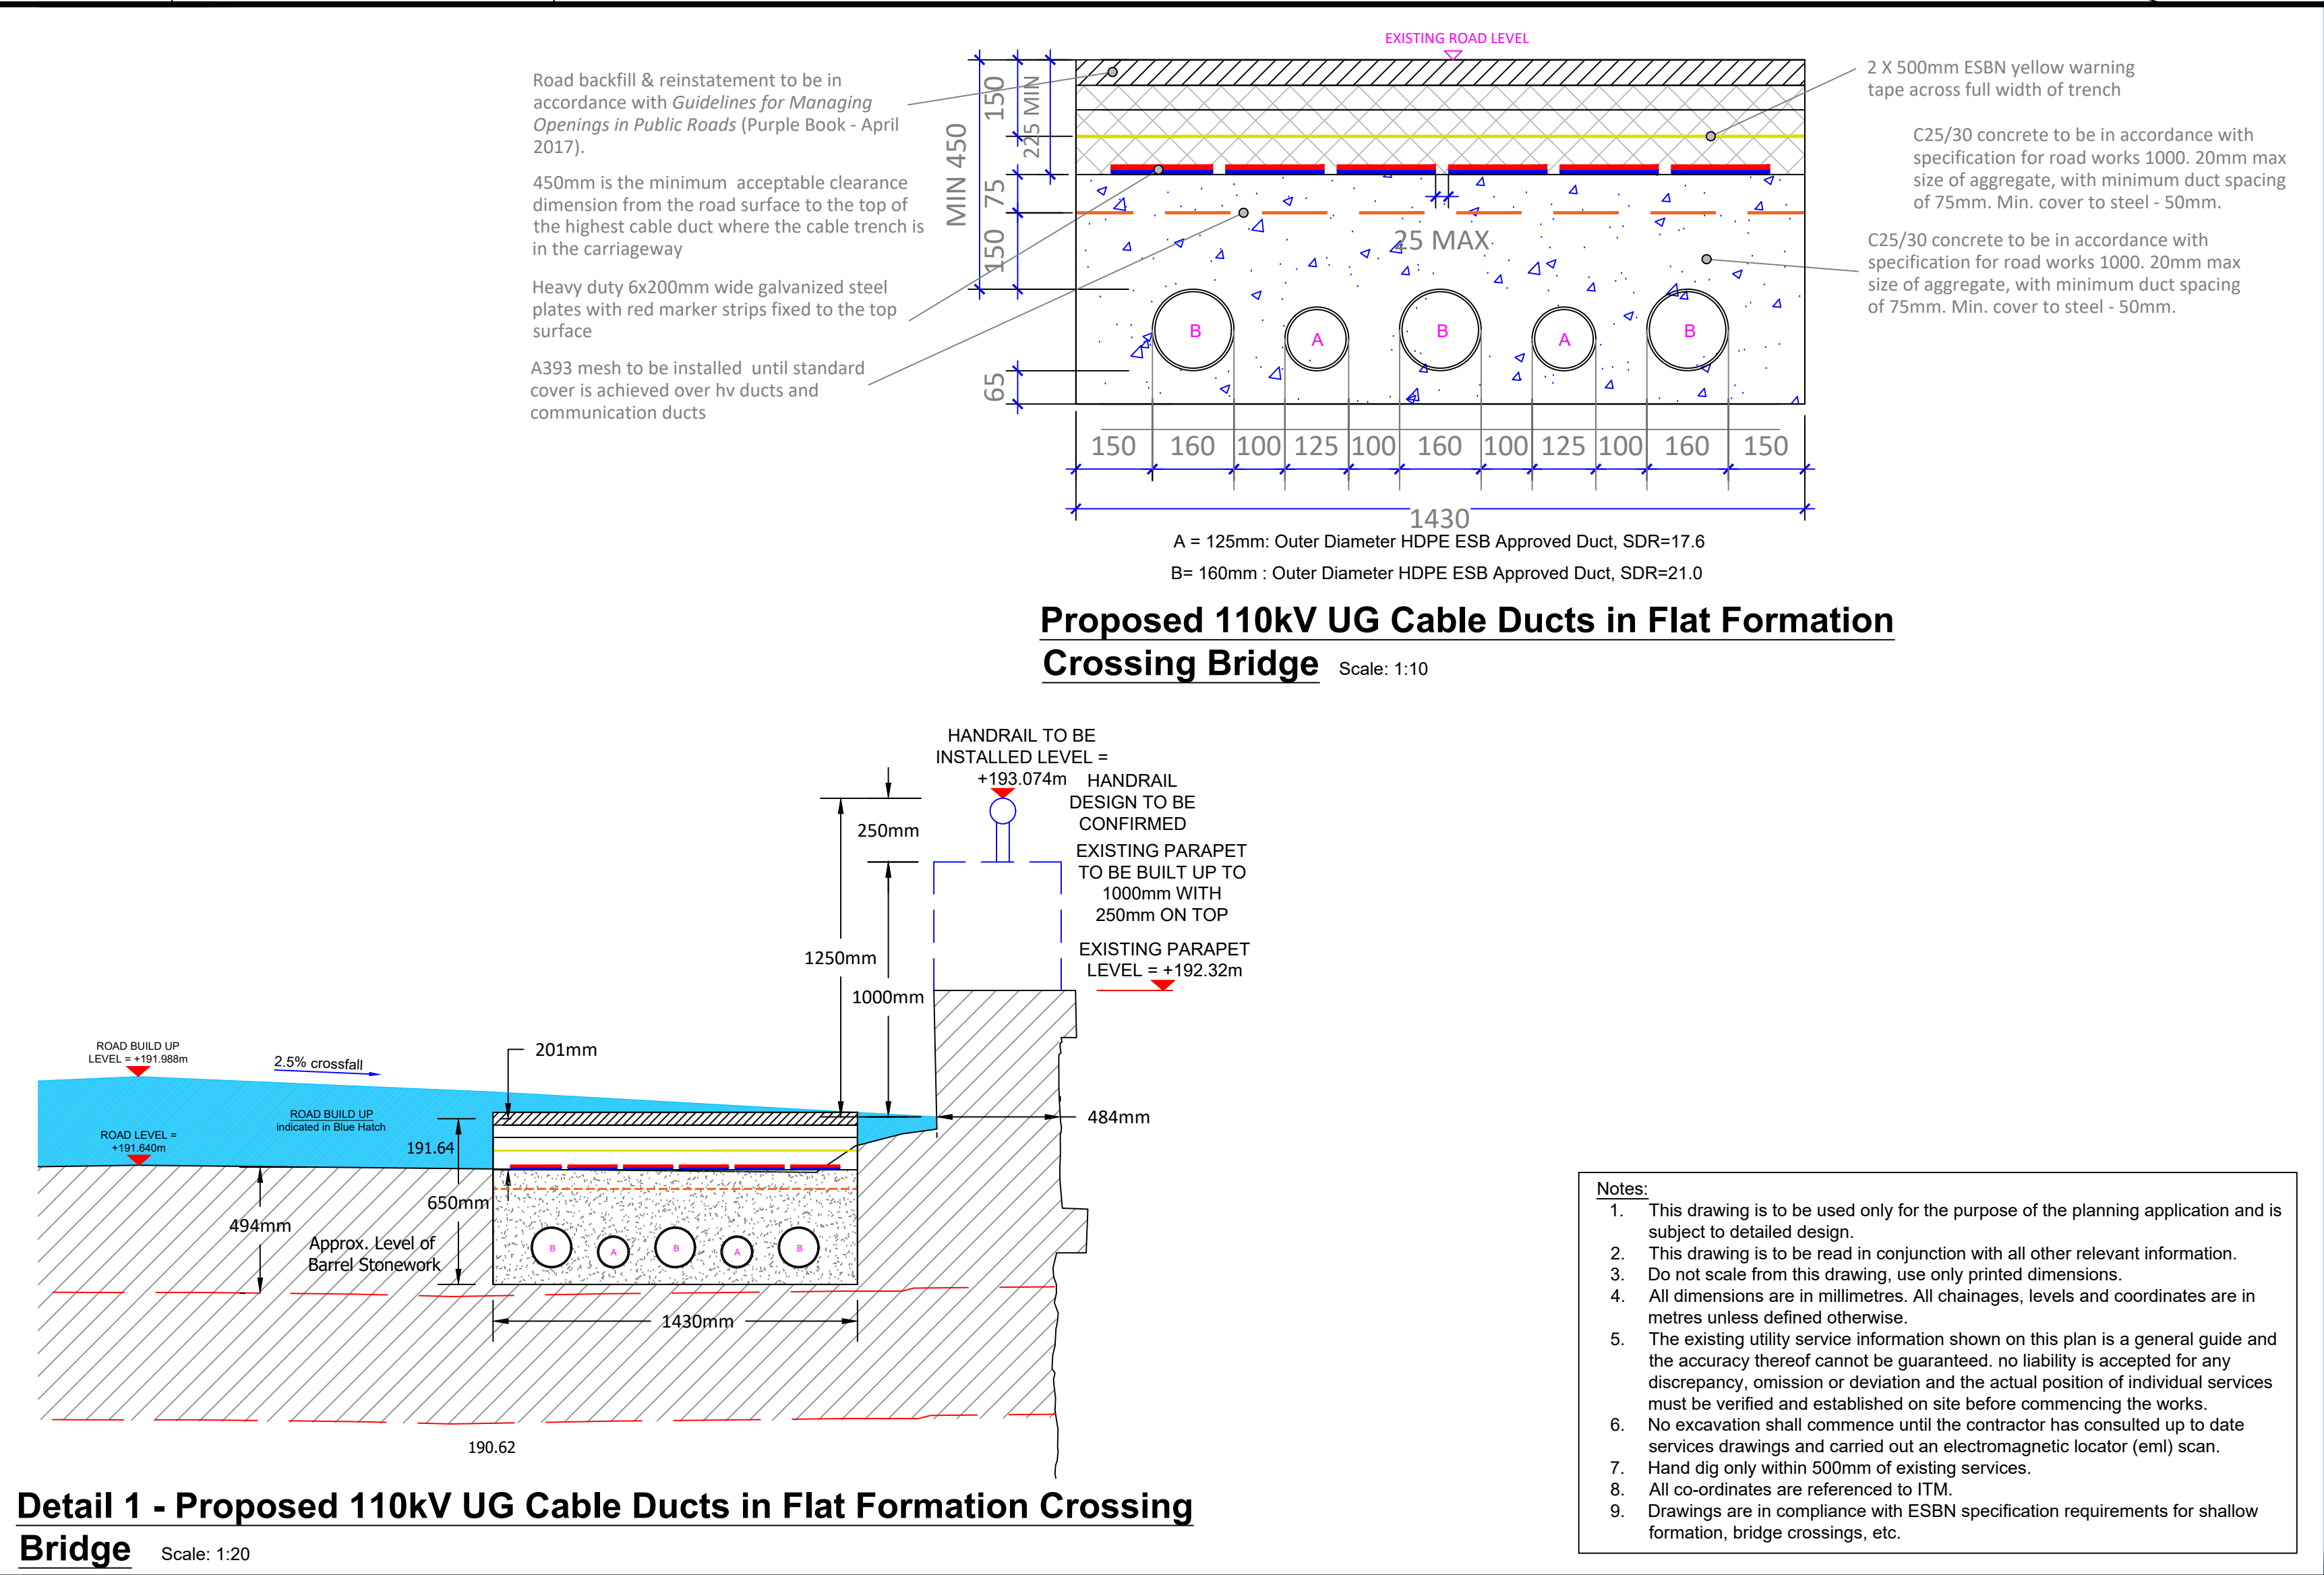 EXISTING ROAD LEVEL
Road backfill & reinstatement to be in
accordance with Guidelines for Managing
Openings in Public Roads (Purple Book - April
2017).
450mm is the minimum  acceptable clearance
dimension from the road surface to the top of
the highest cable duct where the cable trench is
in the carriageway
Heavy duty 6x200mm wide galvanized steel
plates with red marker strips fixed to the top
surface
A393 mesh to be installed  until standard
cover is achieved over hv ducts and
communication ducts
MIN 450
150
225 MIN
75
150
65
25 MAX
2 X 500mm ESBN yellow warning
tape across full width of trench
C25/30 concrete to be in accordance with
specification for road works 1000. 20mm max
size of aggregate, with minimum duct spacing
of 75mm. Min. cover to steel - 50mm.
C25/30 concrete to be in accordance with
specification for road works 1000. 20mm max
size of aggregate, with minimum duct spacing
of 75mm. Min. cover to steel - 50mm.
B A B A B
150 160 100 125 100 160 100 125 100 160 150
1430
A = 125mm: Outer Diameter HDPE ESB Approved Duct, SDR=17.6
B= 160mm : Outer Diameter HDPE ESB Approved Duct, SDR=21.0
Proposed 110kV UG Cable Ducts in Flat Formation
Crossing Bridge Scale: 1:10
HANDRAIL TO BE
INSTALLED LEVEL =
+193.074m
HANDRAIL
DESIGN TO BE
CONFIRMED
250mm
EXISTING PARAPET
TO BE BUILT UP TO
1000mm WITH
250mm ON TOP
EXISTING PARAPET
LEVEL = +192.32m
1250mm
1000mm
201mm
484mm
ROAD BUILD UP
LEVEL = +191.988m
2.5% crossfall
ROAD BUILD UP
indicated in Blue Hatch
ROAD LEVEL =
+191.640m
191.64
650mm
494mm
Approx. Level of
Barrel Stonework
B A B A B
1430mm
190.62
Detail 1 - Proposed 110kV UG Cable Ducts in Flat Formation Crossing
Bridge Scale: 1:20
Notes:
1. This drawing is to be used only for the purpose of the planning application and is
subject to detailed design.
2. This drawing is to be read in conjunction with all other relevant information.
3. Do not scale from this drawing, use only printed dimensions.
4. All dimensions are in millimetres. All chainages, levels and coordinates are in
metres unless defined otherwise.
5. The existing utility service information shown on this plan is a general guide and
the accuracy thereof cannot be guaranteed. no liability is accepted for any
discrepancy, omission or deviation and the actual position of individual services
must be verified and established on site before commencing the works.
6. No excavation shall commence until the contractor has consulted up to date
services drawings and carried out an electromagnetic locator (eml) scan.
7. Hand dig only within 500mm of existing services.
8. All co-ordinates are referenced to ITM.
9. Drawings are in compliance with ESBN specification requirements for shallow
formation, bridge crossings, etc.